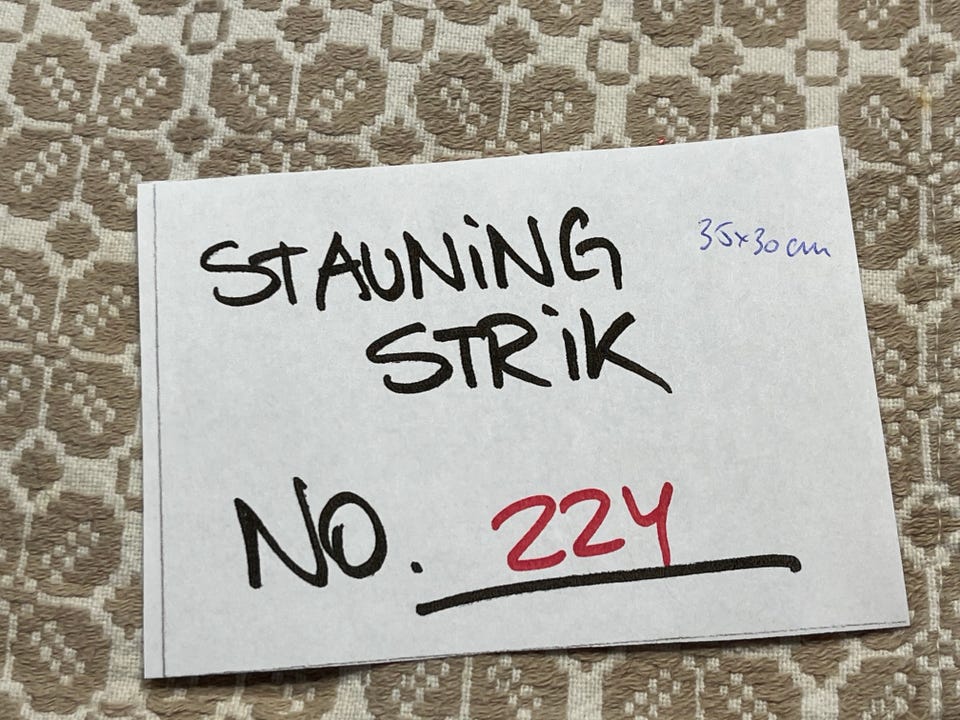 STAUNiNG
35x30 cm
STRiK
NO. 224